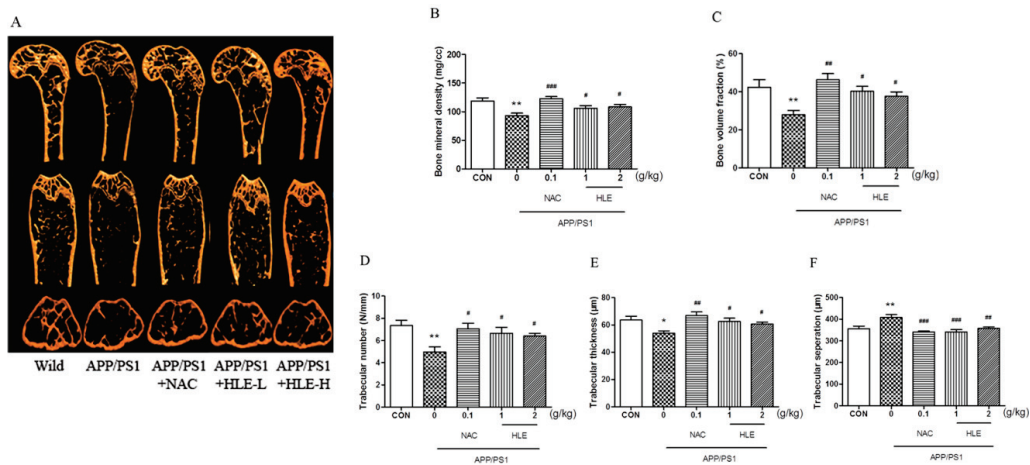 A
Wild APP/PS1 APP/PS1 APP/PS1 APP/PS1
+NAC +HLE-L +HLE-H
B
Bone mineral density (mg/cc)
200
150
100
50
0
** ### # #
CON 0 0.1 1 2 (g/kg)
NAC HLE
APP/PS1
C
Bone volume fraction (%)
60
40
20
0
** ## # #
CON 0 0.1 1 2 (g/kg)
NAC HLE
APP/PS1
D
Trabecular number (N/mm)
10
8
6
4
2
0
** # # #
CON 0 0.1 1 2 (g/kg)
NAC HLE
APP/PS1
E
Trabecular thickness (µm)
100
80
60
40
20
0
* ## # #
CON 0 0.1 1 2 (g/kg)
NAC HLE
APP/PS1
F
Trabecular seperation (µm)
500
400
300
200
100
0
** ### ### ##
CON 0 0.1 1 2 (g/kg)
NAC HLE
APP/PS1